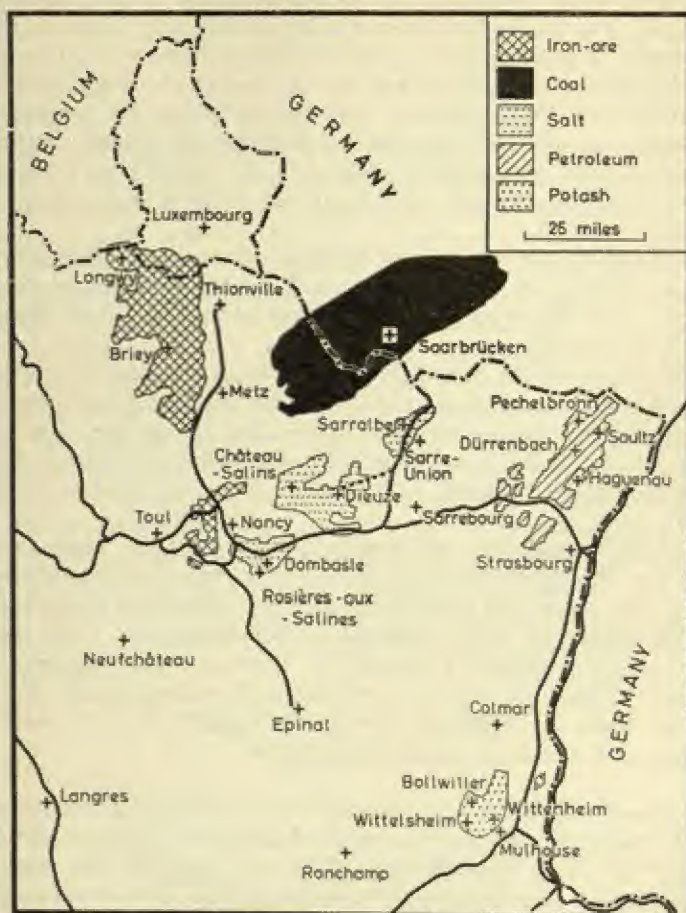 Iron-ore
Coal
Salt
Petroleum
Potash
25 miles
BELGIUM
GERMANY
Luxembourg
Longwy
Thionville
Briey
Saarbrücken
Metz
Pechelbronn
Sarralbe
Soultz
Château
-Salins
Sarre-
Union
Dürrenbach
Dieuze
Haguenau
Toul
Nancy
Sarrebourg
Strasbourg
Dombasle
Rosières-aux
-Salines
Neufchâteau
GERMANY
Epinal
Colmar
Bollwiller
Langres
Wittelsheim
Wittenheim
Mulhouse
Ronchamp